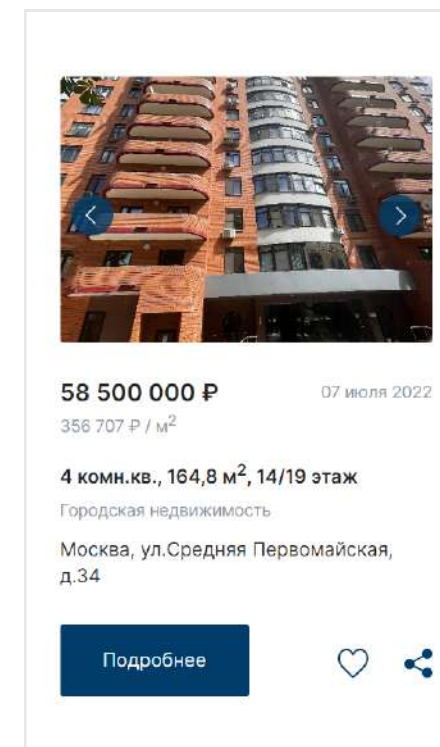 58 500 000 ₽
07 июля 2022
356 707 ₽ / м²
4 комн.кв., 164,8 м², 14/19 этаж
Городская недвижимость
Москва, ул.Средняя Первомайская,
д.34
Подробнее